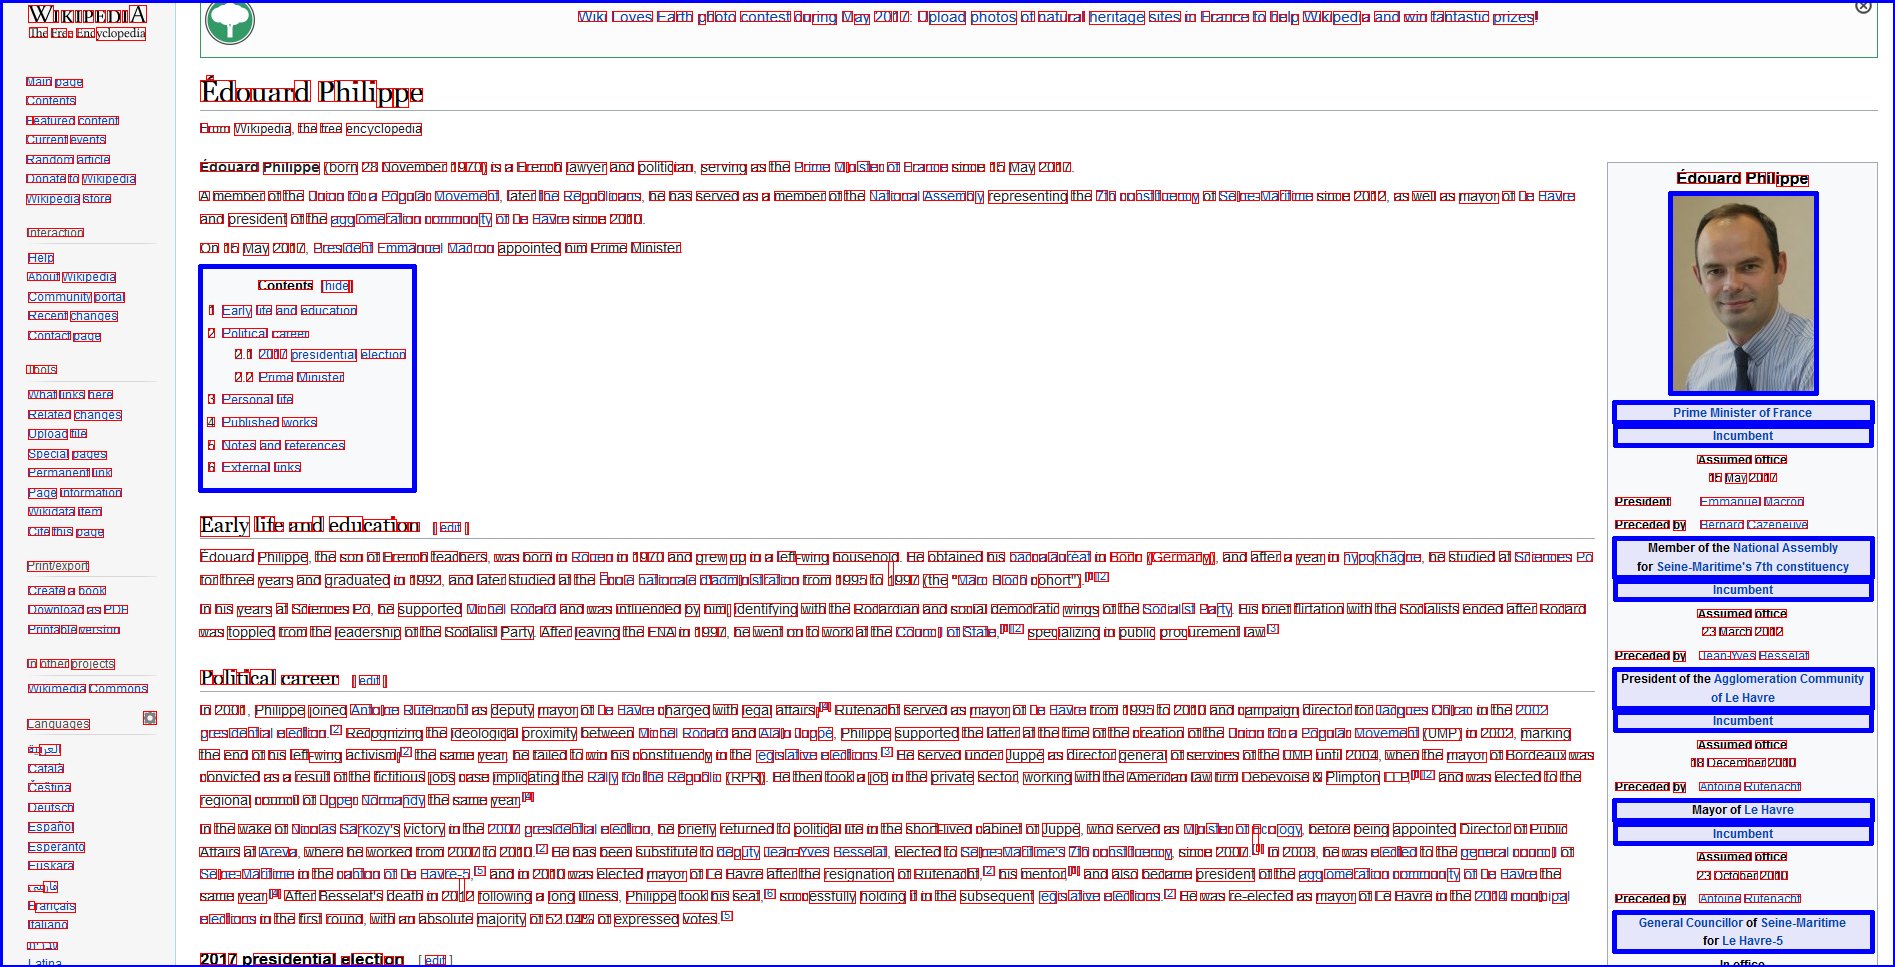 WIKIPEDIA
The Free Encyclopedia
Main page
Contents
Featured content
Current events
Random article
Donate to Wikipedia
Wikipedia store
Interaction
Help
About Wikipedia
Community portal
Recent changes
Contact page
Tools
What links here
Related changes
Upload file
Special pages
Permanent link
Page information
Wikidata item
Cite this page
Print/export
Create a book
Download as PDF
Printable version
In other projects
Wikimedia Commons
Languages
العربية
Català
Čeština
Deutsch
Español
Esperanto
Euskara
فارسی
Français
Italiano
עברית
Latina
Wiki Loves Earth photo contest during May 2017: Upload photos of natural heritage sites in France to help Wikipedia and win fantastic prizes!
Édouard Philippe
From Wikipedia, the free encyclopedia
Édouard Philippe (born 28 November 1970) is a French lawyer and politician, serving as the Prime Minister of France since 15 May 2017.
A member of the Union for a Popular Movement, later the Republicans, he has served as a member of the National Assembly representing the 7th constituency of Seine-Maritime since 2012, as well as mayor of Le Havre
and president of the agglomeration community of Le Havre since 2010.
On 15 May 2017, President Emmanuel Macron appointed him Prime Minister
Contents [hide]
1 Early life and education
2 Political career
2.1 2017 presidential election
2.2 Prime Minister
3 Personal life
4 Published works
5 Notes and references
6 External links
Early life and education [ edit ]
Édouard Philippe, the son of French teachers, was born in Rouen in 1970 and grew up in a left-wing household. He obtained his baccalauréat in Bonn (Germany), and after a year in hypokhâgne, he studied at Sciences Po
for three years and graduated in 1992, and later studied at the École nationale d'administration from 1995 to 1997 (the "Marc Bloch cohort").[1][2]
In his years at Sciences Po, he supported Michel Rocard and was influenced by him, identifying with the Rocardian and social democratic wings of the Socialist Party. His brief flirtation with the Socialists ended after Rocard
was toppled from the leadership of the Socialist Party. After leaving the ENA in 1997, he went on to work at the Council of State,[1][2] specializing in public procurement law.[3]
Political career [ edit ]
In 2001, Philippe joined Antoine Rufenacht as deputy mayor of Le Havre charged with legal affairs.[4] Rufenacht served as mayor of Le Havre from 1995 to 2010 and campaign director for Jacques Chirac in the 2002
presidential election.[2] Recognizing the ideological proximity between Michel Rocard and Alain Juppé, Philippe supported the latter at the time of the creation of the Union for a Popular Movement (UMP) in 2002, marking
the end of his left-wing activism;[2] the same year, he failed to win his constituency in the legislative elections.[3] He served under Juppé as director general of services of the UMP until 2004, when the mayor of Bordeaux was
convicted as a result of the fictitious jobs case implicating the Rally for the Republic (RPR). He then took a job in the private sector, working with the American law firm Debevoise & Plimpton LLP,[1][2] and was elected to the
regional council of Upper Normandy the same year.[4]
In the wake of Nicolas Sarkozy's victory in the 2007 presidential election, he briefly returned to political life in the short-lived cabinet of Juppé, who served as Minister of Ecology, before being appointed Director of Public
Affairs at Areva, where he worked from 2007 to 2010.[2] He has been substitute to deputy Jean-Yves Besselat, elected to Seine-Maritime's 7th constituency, since 2007.[1] In 2008, he was elected to the general council of
Seine-Maritime in the canton of Le Havre-5,[5] and in 2010 was elected mayor of Le Havre after the resignation of Rufenacht,[2] his mentor,[1] and also became president of the agglomeration community of Le Havre the
same year.[4] After Besselat's death in 2012 following a long illness, Philippe took his seat,[6] successfully holding it in the subsequent legislative elections.[2] He was re-elected as mayor of Le Havre in the 2014 municipal
elections in the first round, with an absolute majority of 52.04% of expressed votes.[5]
2017 presidential election [ edit ]
Édouard Philippe
Prime Minister of France
Incumbent
Assumed office
15 May 2017
President Emmanuel Macron
Preceded by Bernard Cazeneuve
Member of the National Assembly
for Seine-Maritime's 7th constituency
Incumbent
Assumed office
23 March 2012
Preceded by Jean-Yves Besselat
President of the Agglomeration Community
of Le Havre
Incumbent
Assumed office
18 December 2010
Preceded by Antoine Rufenacht
Mayor of Le Havre
Incumbent
Assumed office
23 October 2010
Preceded by Antoine Rufenacht
General Councillor of Seine-Maritime
for Le Havre-5
In office